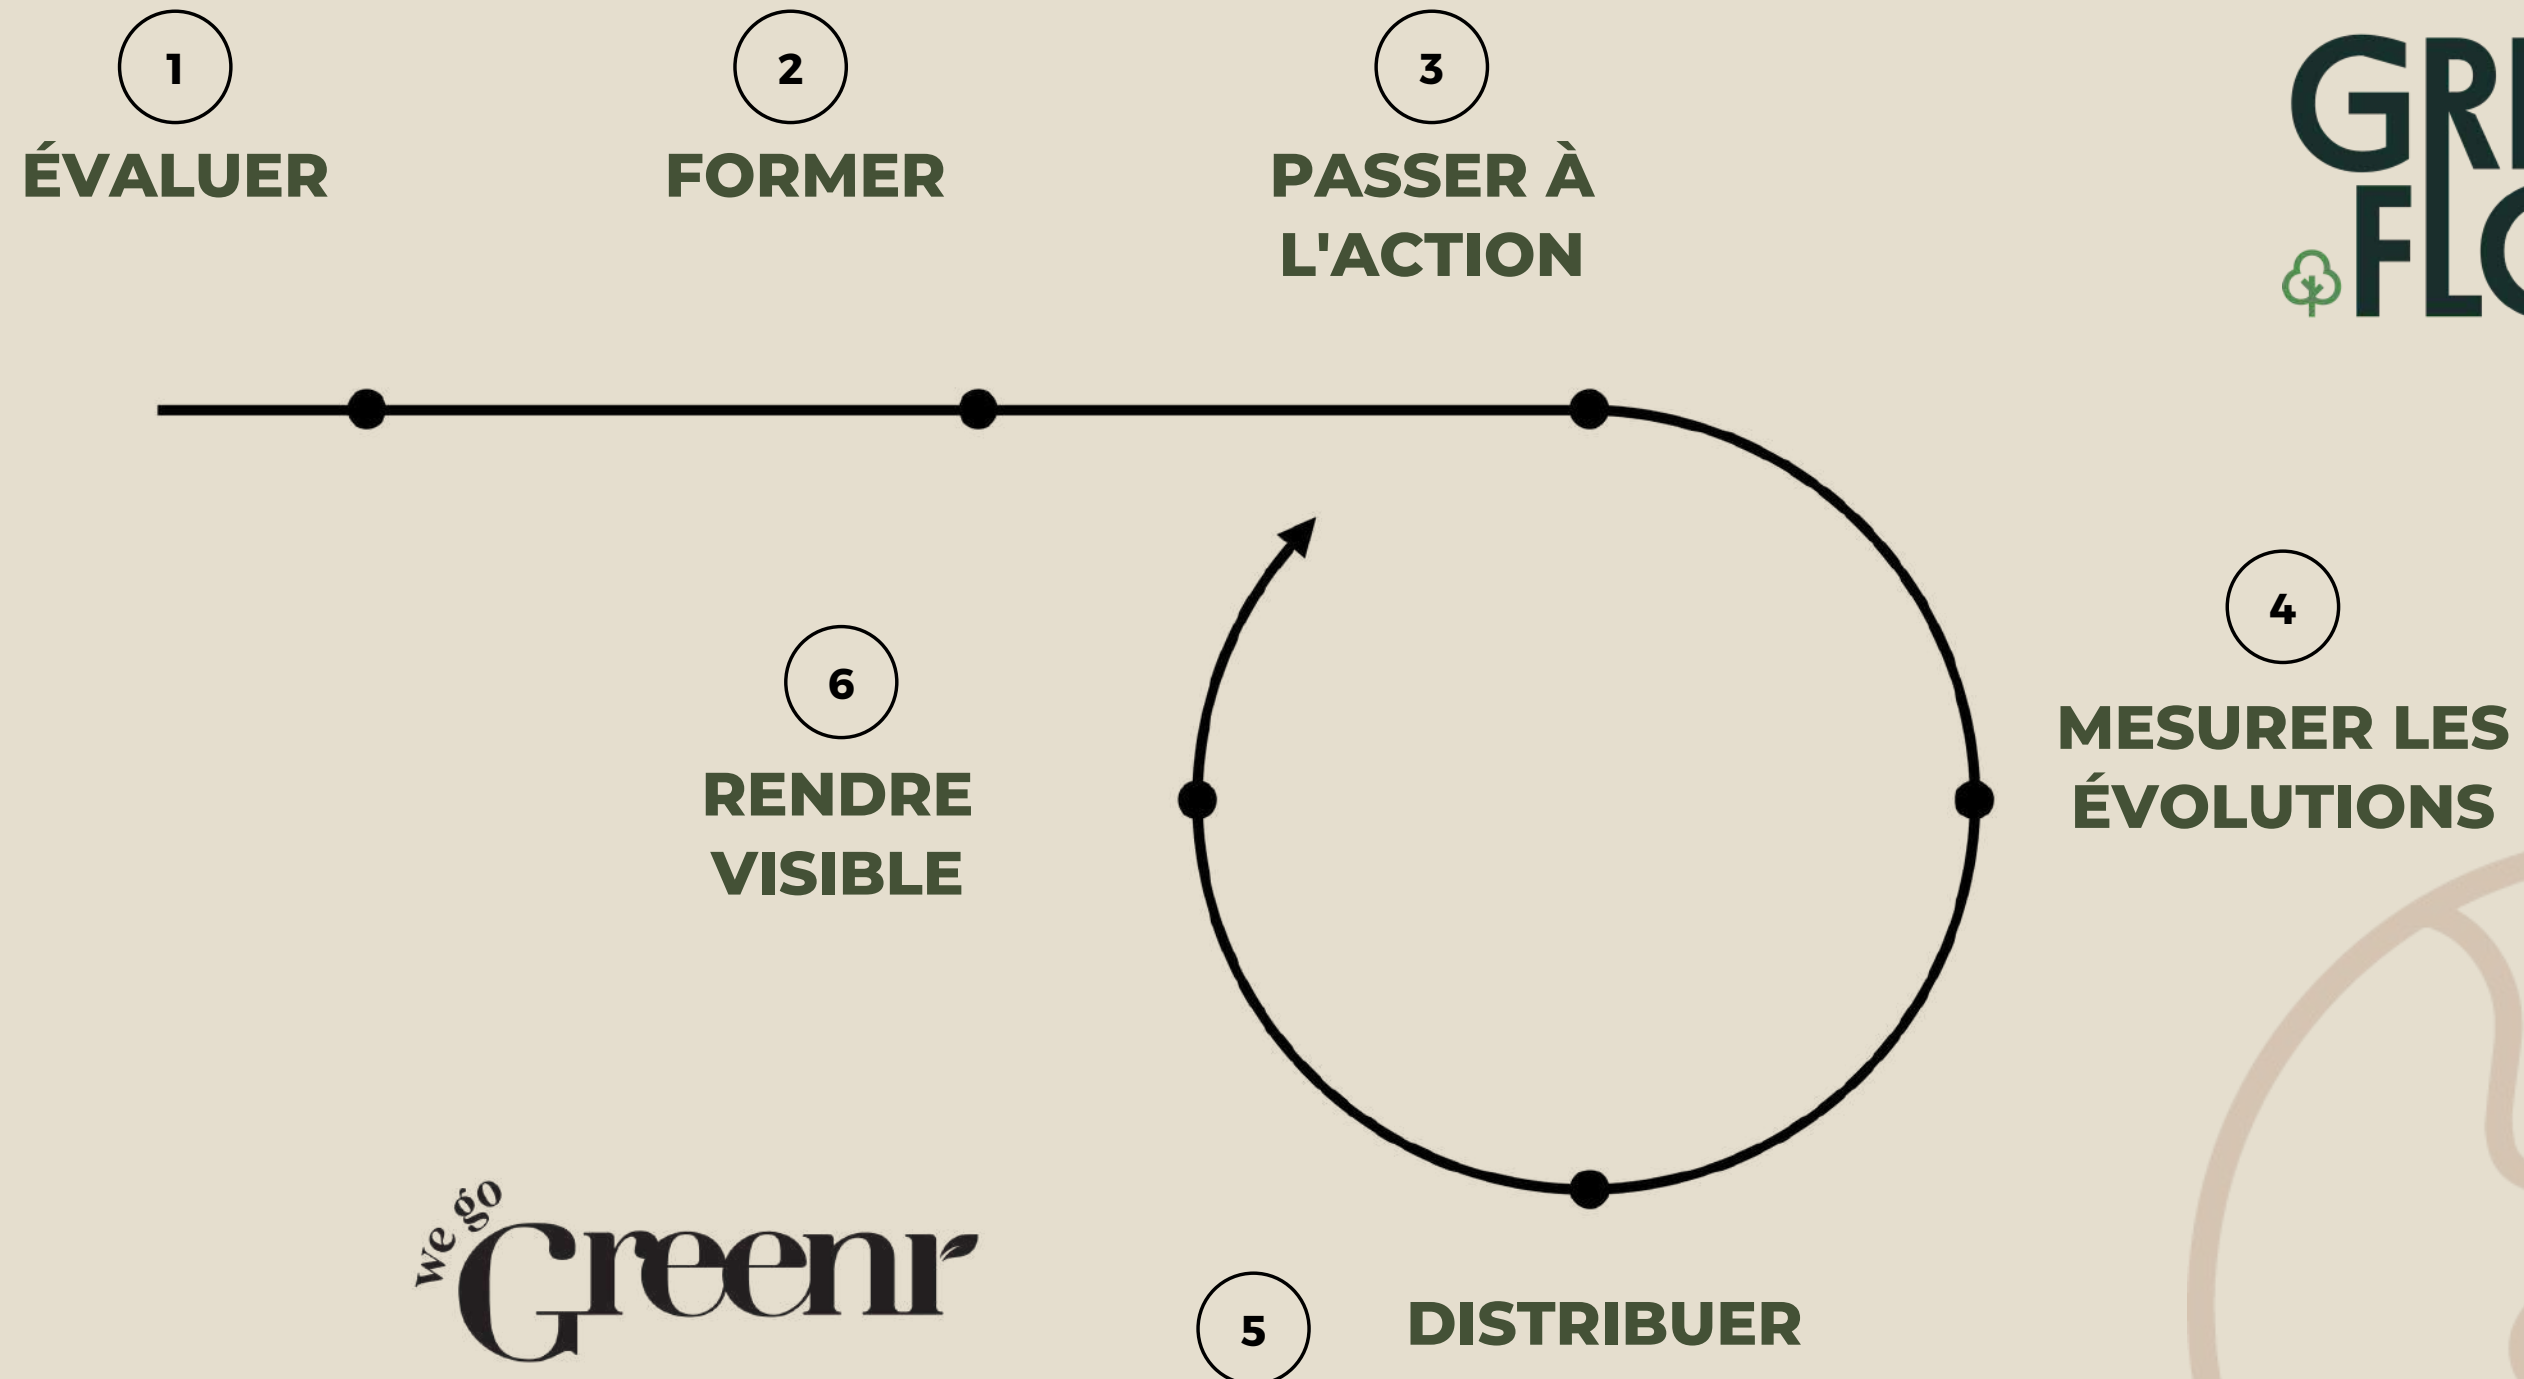 1
ÉVALUER
2
FORMER
3
PASSER À
L'ACTION
4
MESURER LES
ÉVOLUTIONS
6
RENDRE
VISIBLE
we go
Greenr
5
DISTRIBUER